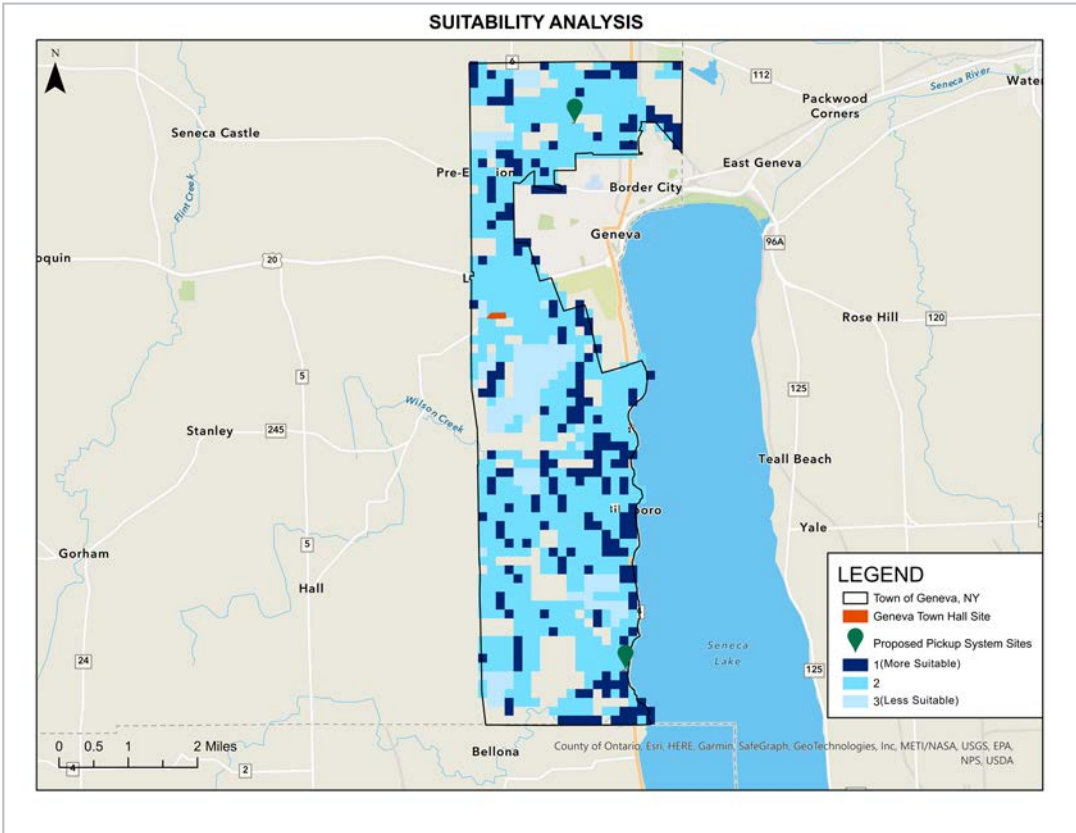 SUITABILITY ANALYSIS
N
6
112
Seneca River
Packwood
Corners
Seneca Castle
East Geneva
Border City
Flint Creek
Geneva
96A
20
Rose Hill
120
5
125
Wilson Creek
Stanley
245
Teall Beach
Yale
Gorham
5
Hall
LEGEND
Town of Geneva, NY
Geneva Town Hall Site
Proposed Pickup System Sites
1(More Suitable)
2
3(Less Suitable)
Seneca
Lake
24
125
0 0.5 1 2 Miles
Bellona
County of Ontario, Esri, HERE, Garmin, SafeGraph, GeoTechnologies, Inc, METI/NASA, USGS, EPA,
NPS, USDA
4
2